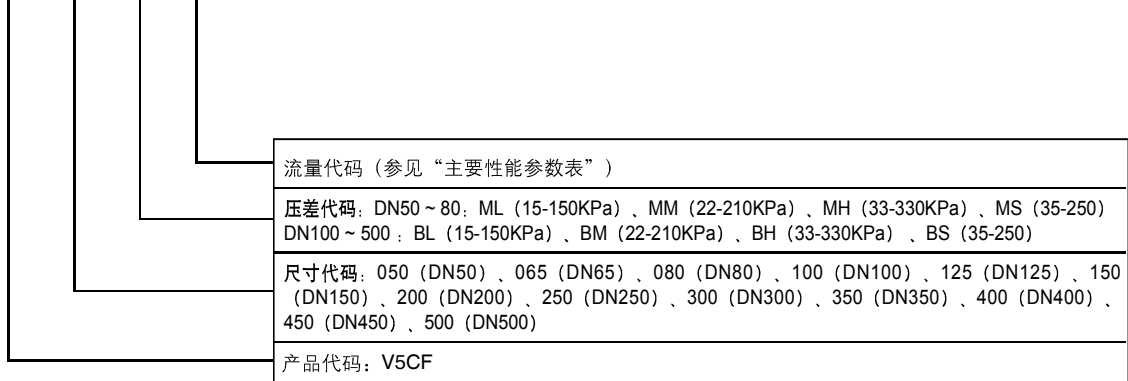 流量代码（参见“主要性能参数表”）
压差代码：DN50 ~ 80：ML（15-150KPa）、MM（22-210KPa）、MH（33-330KPa）、MS（35-250）
DN100 ~ 500 ：BL（15-150KPa）、BM（22-210KPa）、BH（33-330KPa） 、BS（35-250）
尺寸代码：050（DN50）、065（DN65）、080（DN80）、100（DN100）、125（DN125）、150
（DN150）、200（DN200）、250（DN250）、300（DN300）、350（DN350）、400（DN400）、
450（DN450）、500（DN500）
产品代码：V5CF